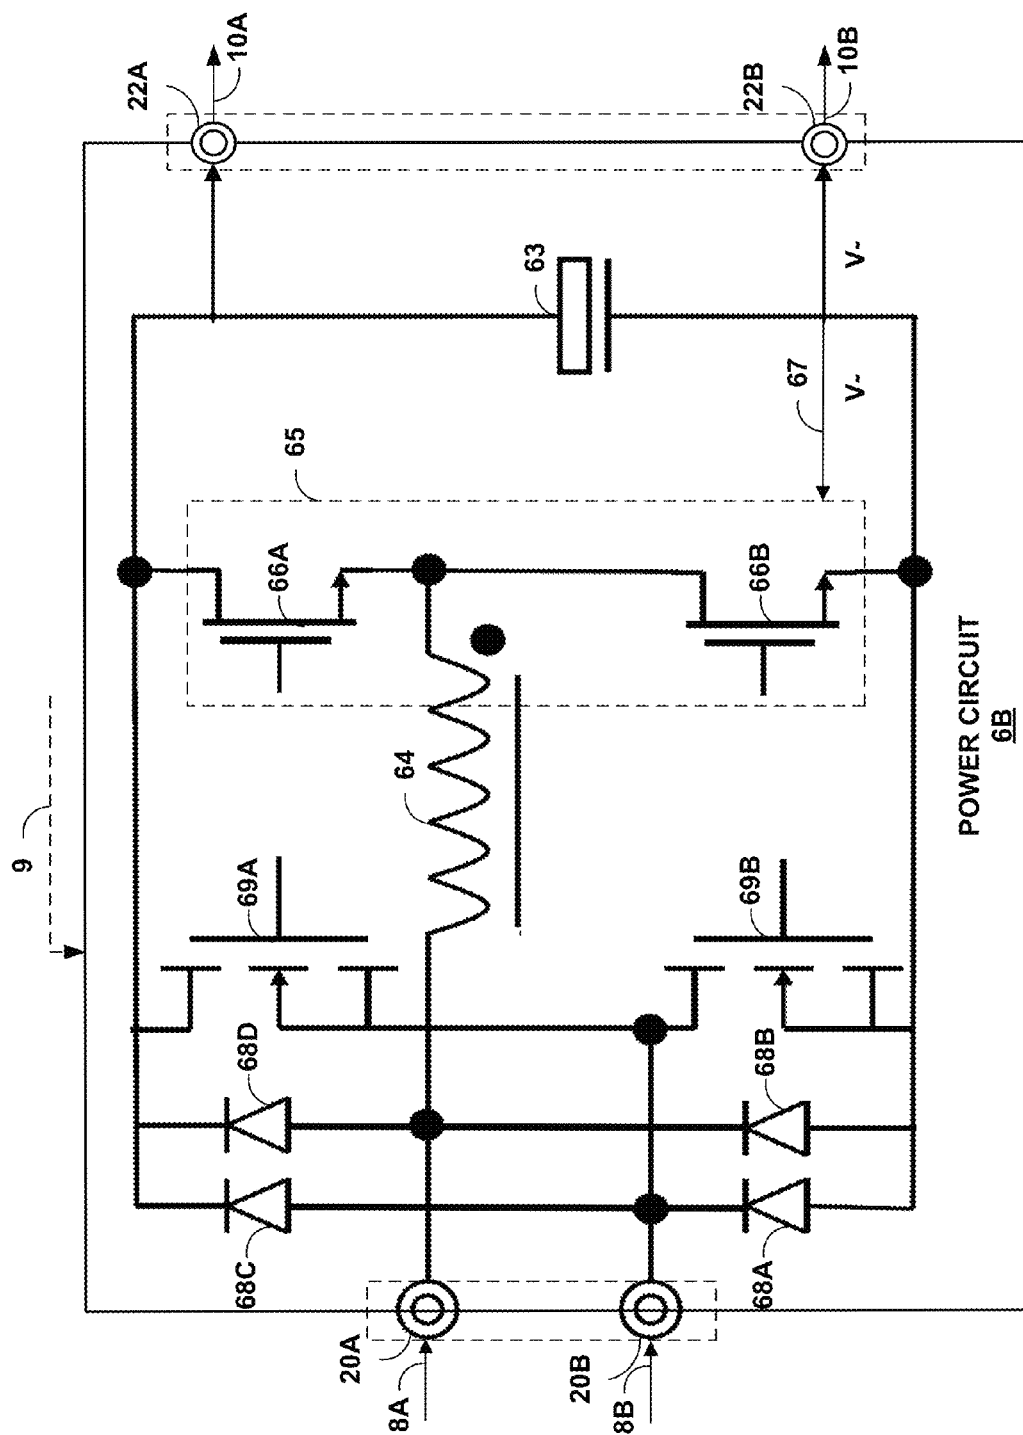 9
22A
10A
22B
10B
63
V-
67
V-
65
66A
66B
64
69A
69B
68D
68B
68C
68A
20A
8A
20B
8B
POWER CIRCUIT
6B